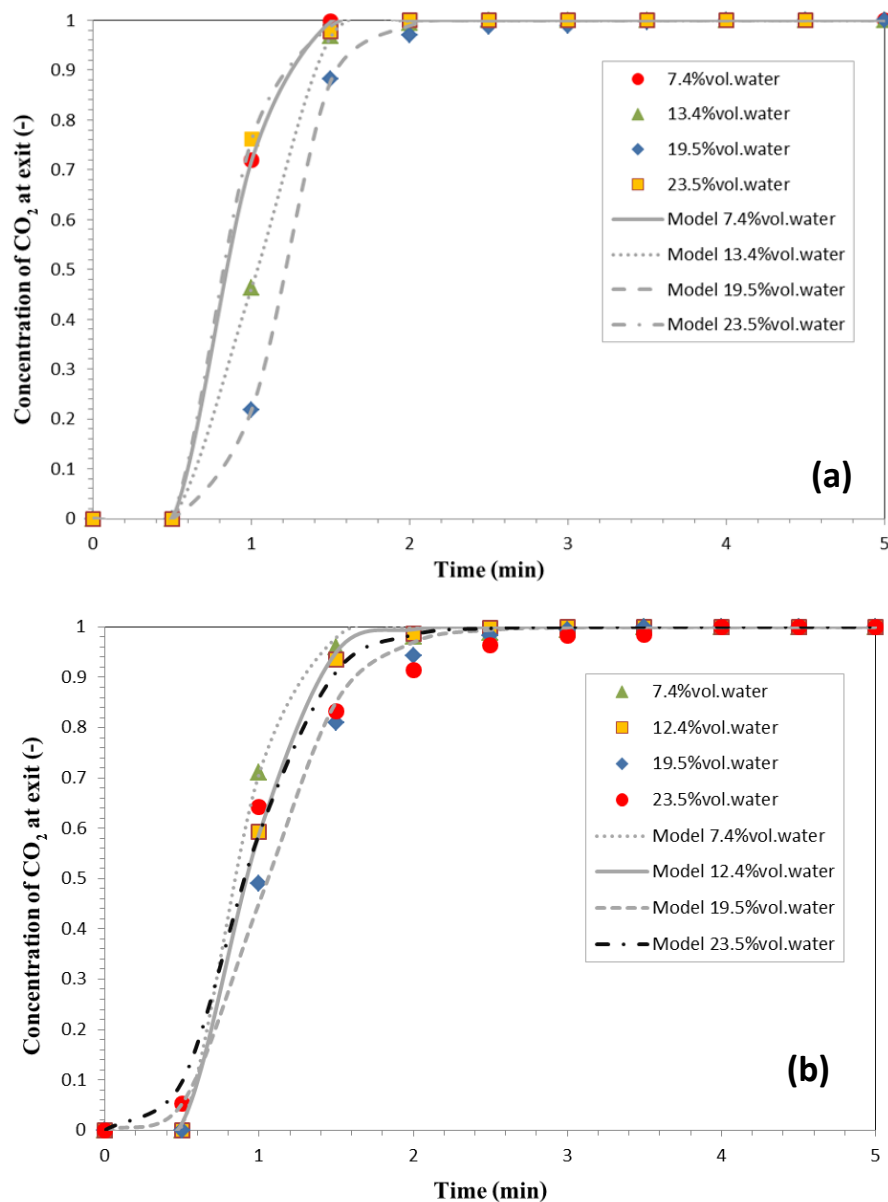 Concentration of CO2 at exit (-)
1
0.9
0.8
0.7
0.6
0.5
0.4
0.3
0.2
0.1
0
7.4%vol.water
13.4%vol.water
19.5%vol.water
23.5%vol.water
Model 7.4%vol.water
Model 13.4%vol.water
Model 19.5%vol.water
Model 23.5%vol.water
(a)
0 1 2 3 4 5
Time (min)
Concentration of CO2 at exit (-)
1
0.9
0.8
0.7
0.6
0.5
0.4
0.3
0.2
0.1
0
7.4%vol.water
12.4%vol.water
19.5%vol.water
23.5%vol.water
Model 7.4%vol.water
Model 12.4%vol.water
Model 19.5%vol.water
Model 23.5%vol.water
(b)
0 1 2 3 4 5
Time (min)